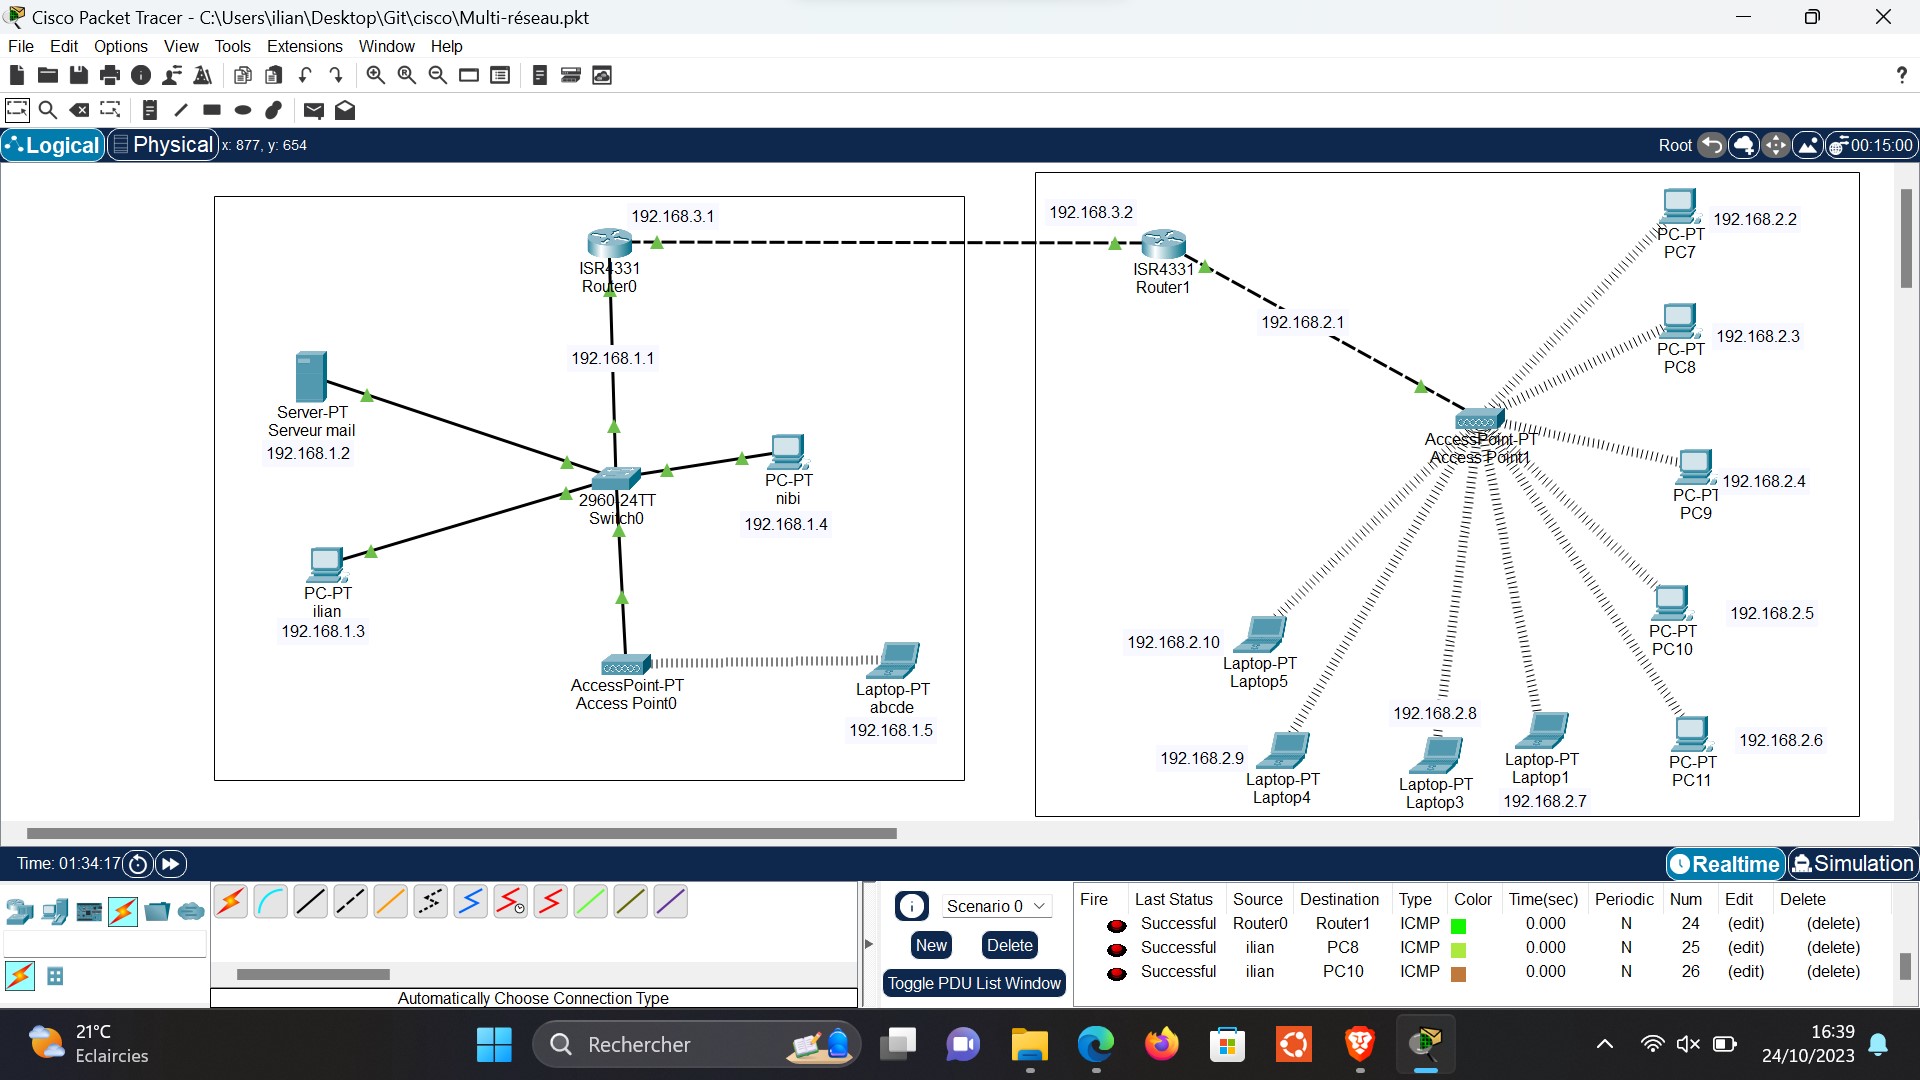 Cisco Packet Tracer - C:\Users\ilian\Desktop\Git\cisco\Multi-réseau.pkt
File Edit Options View Tools Extensions Window Help
?
Logical Physical x: 877, y: 654 Root 00:15:00
192.168.3.1
ISR4331
Router0
192.168.1.1
Server-PT
Serveur mail
192.168.1.2
2960-24TT
Switch0
PC-PT
nibi
192.168.1.4
PC-PT
ilian
192.168.1.3
AccessPoint-PT
Access Point0
Laptop-PT
abcde
192.168.1.5
192.168.3.2
ISR4331
Router1
192.168.2.1
PC-PT
PC7
192.168.2.2
PC-PT
PC8
192.168.2.3
AccessPoint-PT
Access Point1
PC-PT
PC9
192.168.2.4
PC-PT
PC10
192.168.2.5
192.168.2.10
Laptop-PT
Laptop5
192.168.2.9
Laptop-PT
Laptop4
192.168.2.8
Laptop-PT
Laptop3
Laptop-PT
Laptop1
192.168.2.7
PC-PT
PC11
192.168.2.6
Time: 01:34:17 Realtime Simulation
Automatically Choose Connection Type
Scenario 0
New Delete
Toggle PDU List Window
Fire Last Status Source Destination Type Color Time(sec) Periodic Num Edit Delete
Successful Router0 Router1 ICMP 0.000 N 24 (edit) (delete)
Successful ilian PC8 ICMP 0.000 N 25 (edit) (delete)
Successful ilian PC10 ICMP 0.000 N 26 (edit) (delete)
21°C
Eclaircies
Rechercher
16:39
24/10/2023